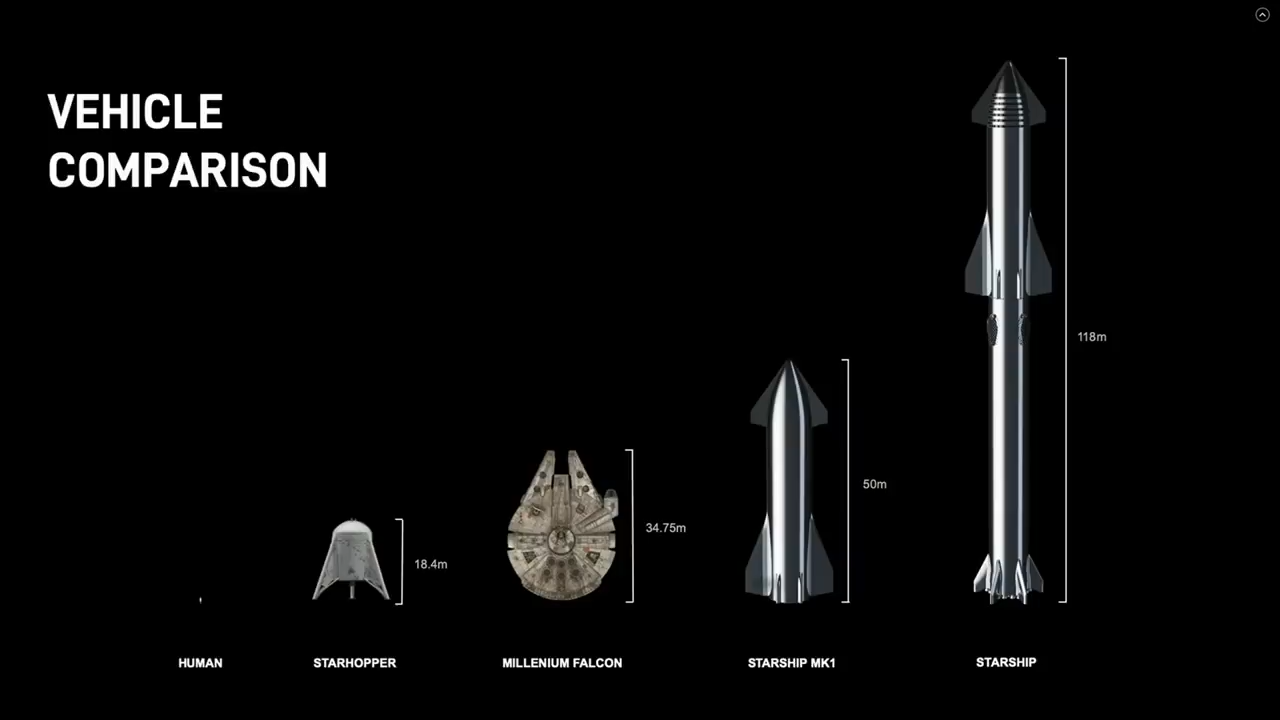 VEHICLE
COMPARISON
118m
50m
34.75m
18.4m
HUMAN
STARHOPPER
MILLENIUM FALCON
STARSHIP MK1
STARSHIP